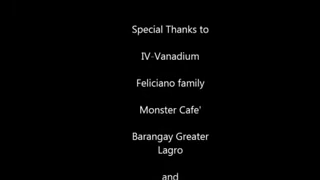 Special Thanks to
IV-Vanadium
Feliciano family
Monster Cafe'
Barangay Greater
Lagro
and